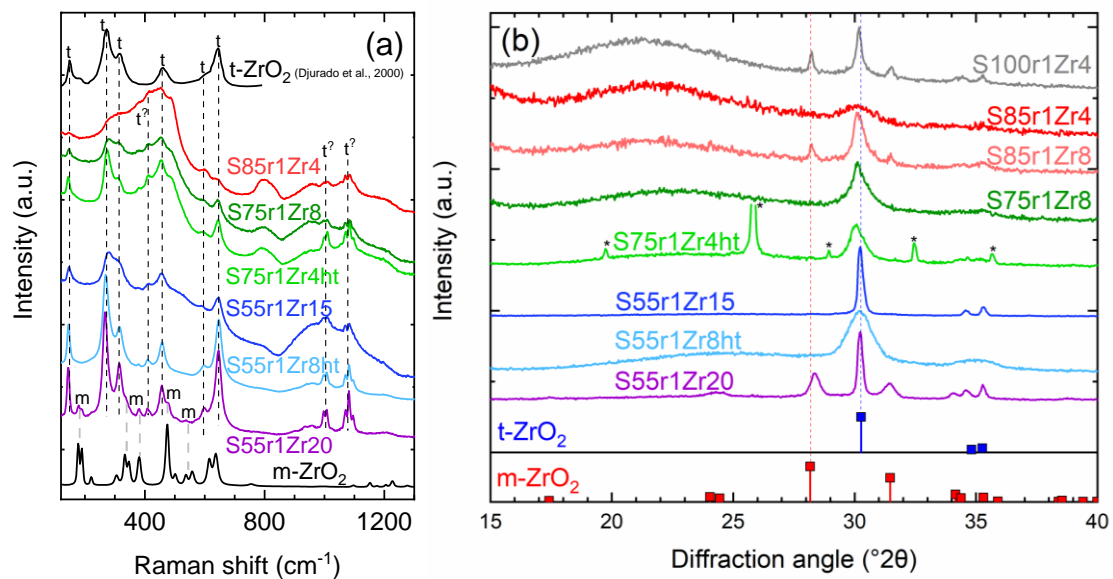 (a)
t t t t t t
t-ZrO2 (Djurado et al., 2000)
t? t? t?
S85r1Zr4
S75r1Zr8
S75r1Zr4ht
S55r1Zr15
S55r1Zr8ht
m m m m m
S55r1Zr20
m-ZrO2
Intensity (a.u.)
400 800 1200
Raman shift (cm-1)
(b)
S100r1Zr4
S85r1Zr4
S85r1Zr8
S75r1Zr8
* * * * *
S75r1Zr4ht
S55r1Zr15
S55r1Zr8ht
S55r1Zr20
t-ZrO2
m-ZrO2
Intensity (a.u.)
15 20 25 30 35 40
Diffraction angle (°2θ)